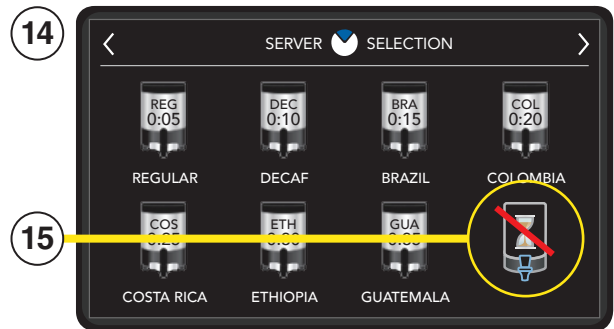 14
SERVER SELECTION
REG DEC BRA COL
0:05 0:10 0:15 0:20
REGULAR DECAF BRAZIL COLOMBIA
15
COS ETH GUA
COSTA RICA ETHIOPIA GUATEMALA